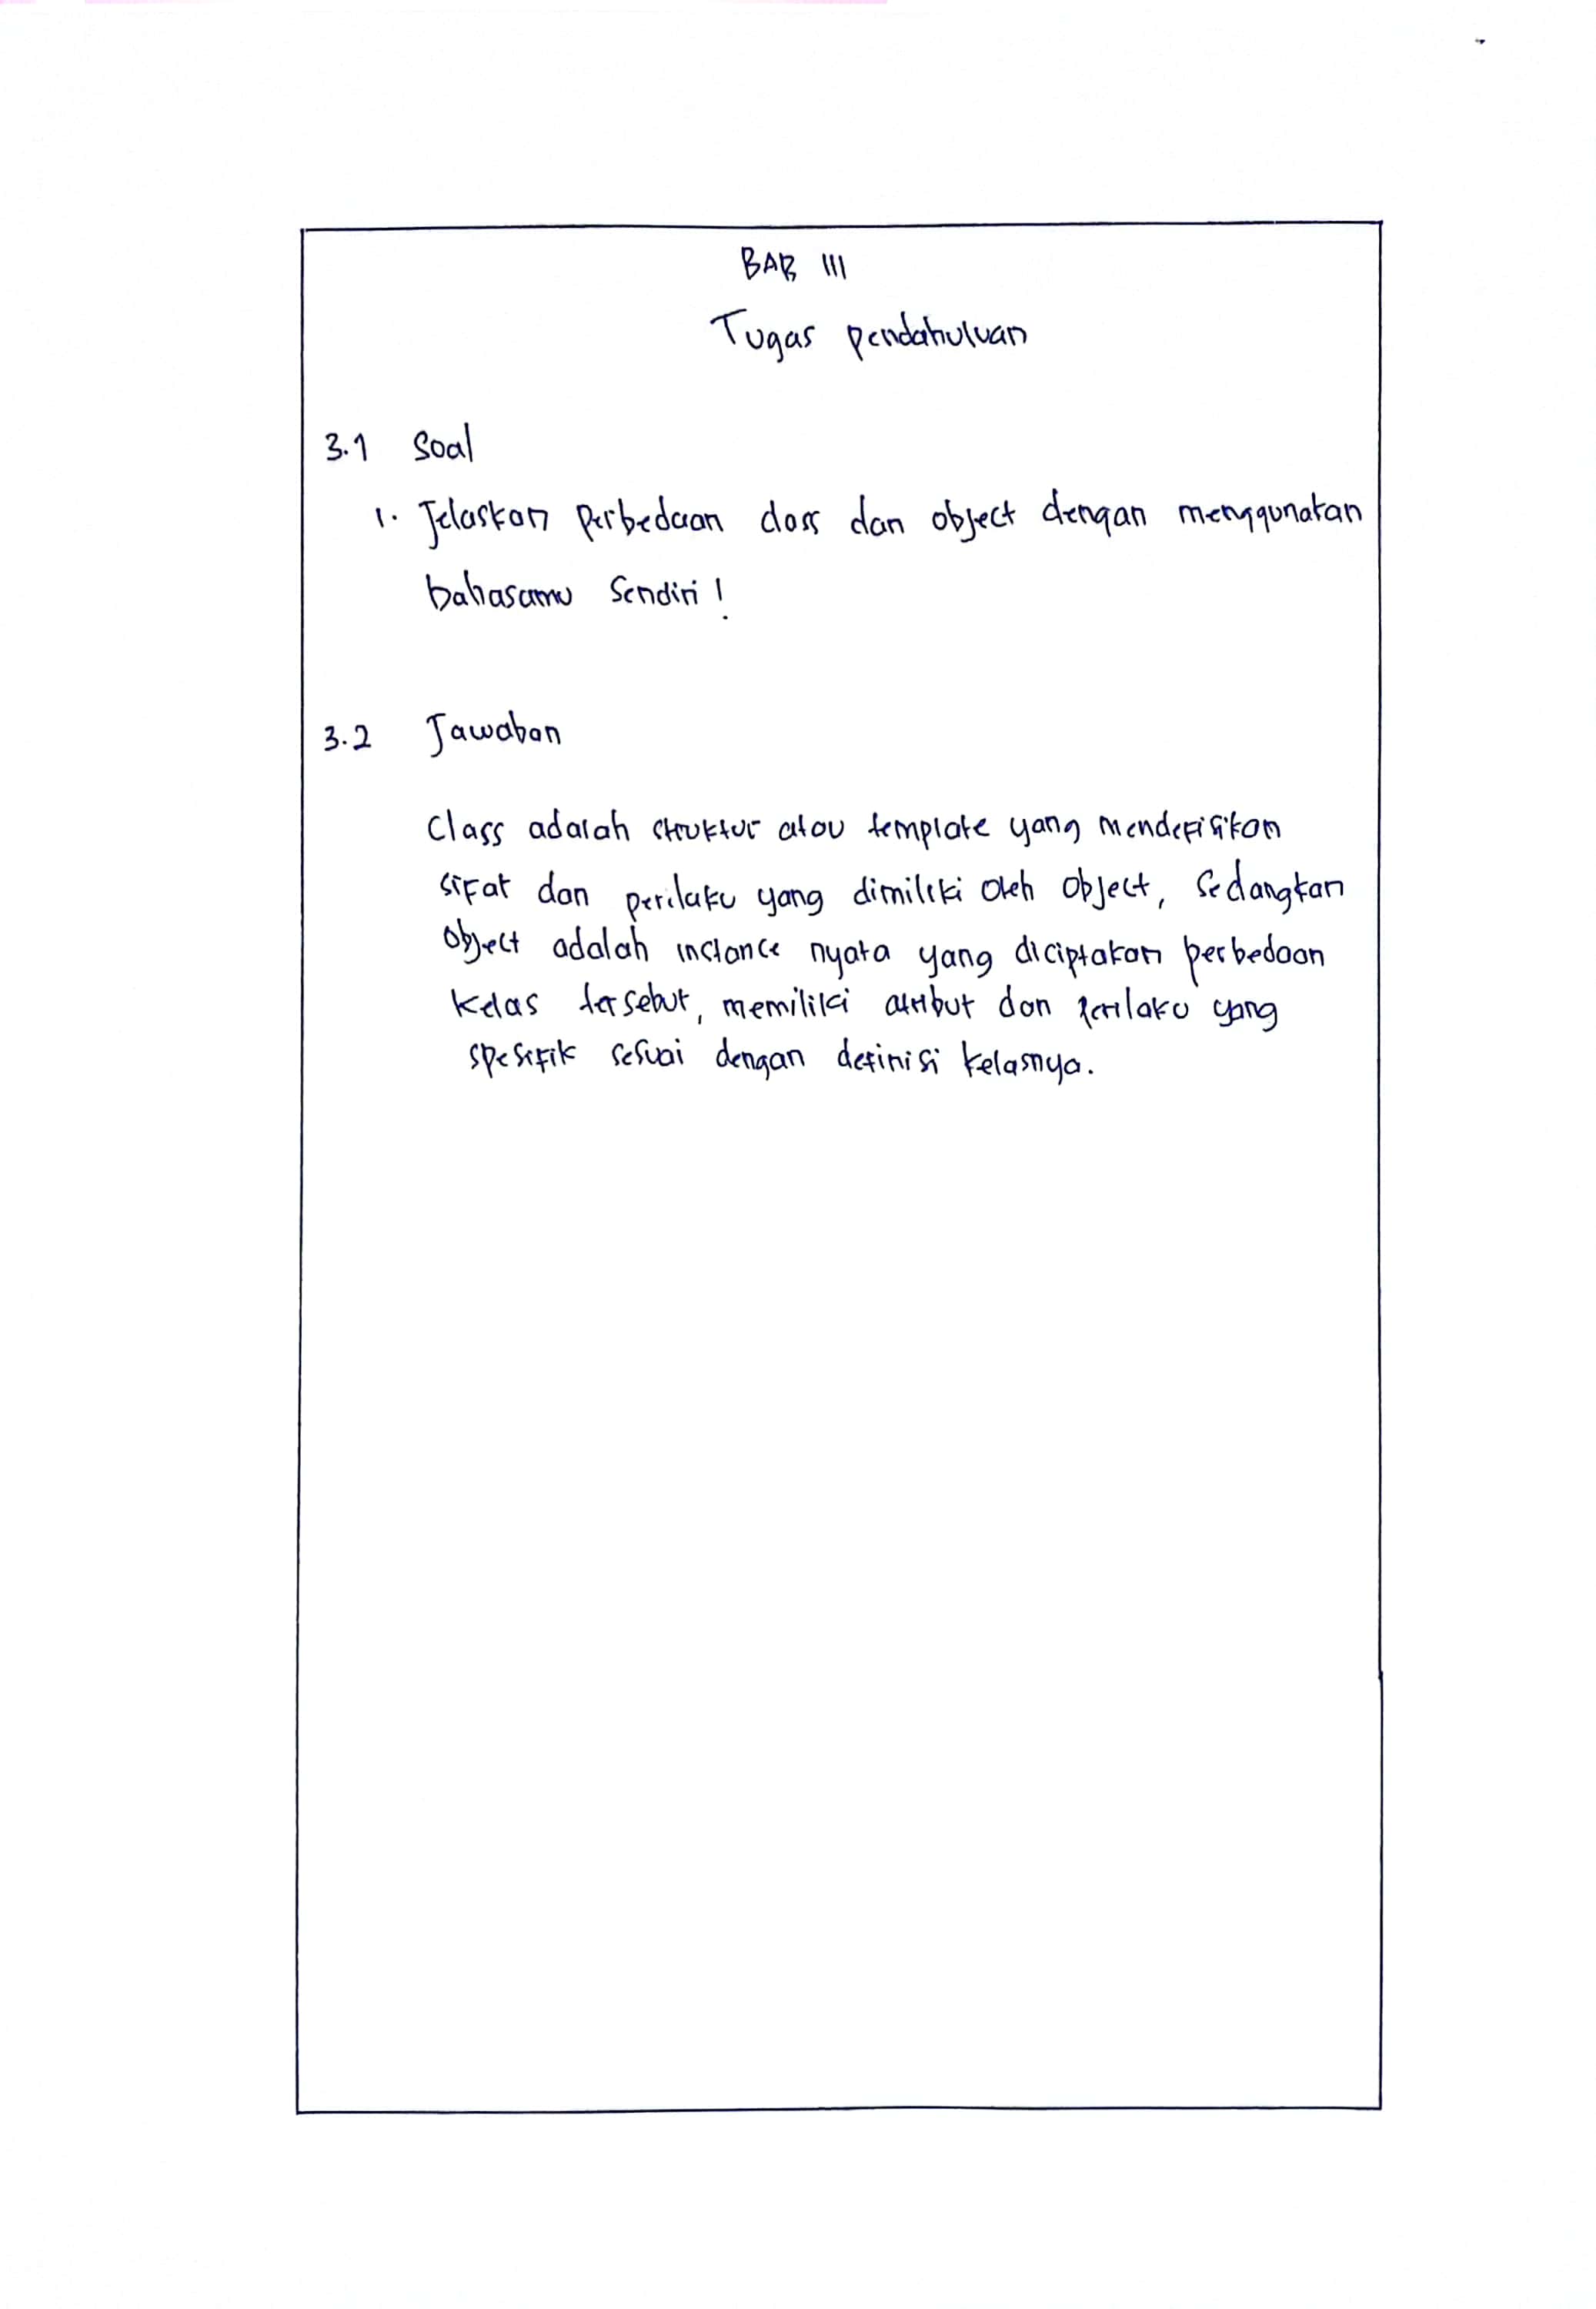 BAB III
Tugas pendahuluan
3.1 Soal
1. Jelaskan perbedaan class dan object dengan menggunakan
bahasamu sendiri !
3.2 Jawaban
Class adalah struktur atau template yang mendefisikan
sifat dan perilaku yang dimiliki oleh object, sedangkan
object adalah instance nyata yang diciptakan perbedaan
kelas tersebut, memiliki atribut dan perilaku yang
spesifik sesuai dengan definisi kelasnya.